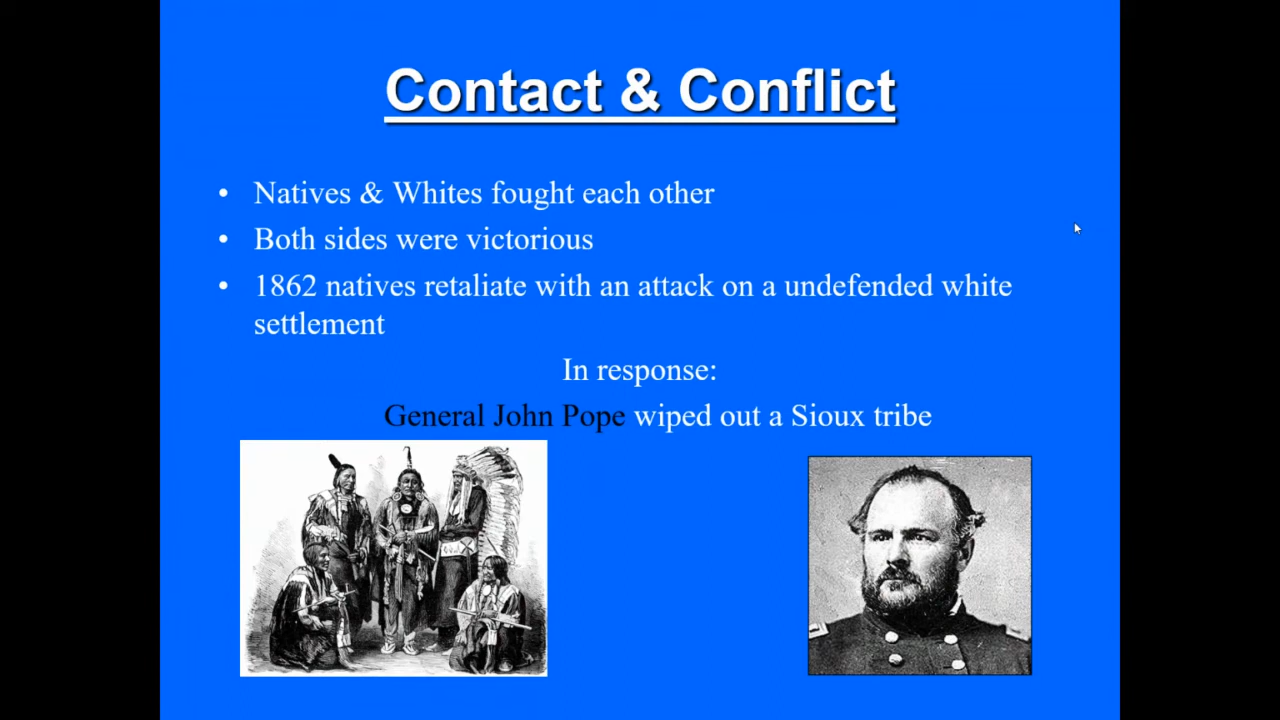 Contact & Conflict
• Natives & Whites fought each other
• Both sides were victorious
• 1862 natives retaliate with an attack on a undefended white
settlement
In response:
General John Pope wiped out a Sioux tribe